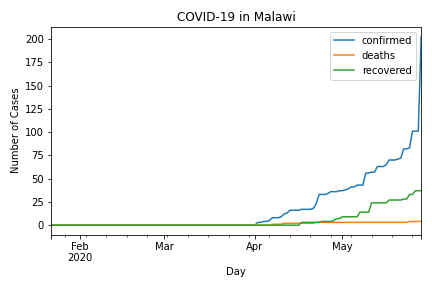 COVID-19 in Malawi
confirmed
deaths
recovered
Number of Cases
200
175
150
125
100
75
50
25
0
Feb
2020
Mar
Apr
May
Day